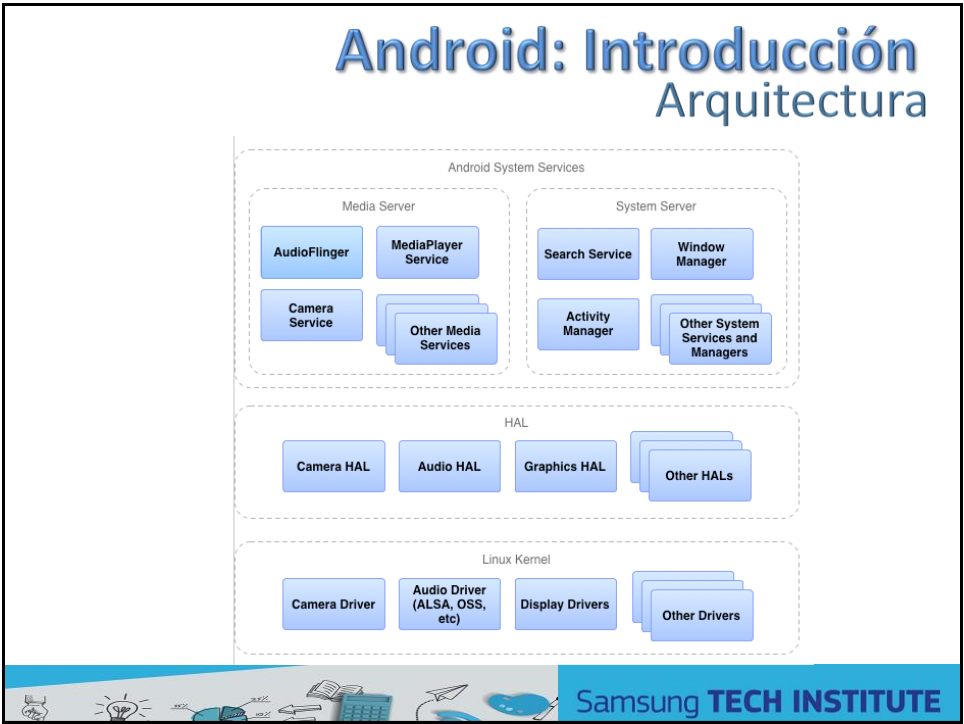 Android: Introducción
Arquitectura
Android System Services
Media Server
AudioFlinger
MediaPlayer
Service
Camera
Service
Other Media
Services
System Server
Search Service
Window
Manager
Activity
Manager
Other System
Services and
Managers
HAL
Camera HAL
Audio HAL
Graphics HAL
Other HALs
Linux Kernel
Camera Driver
Audio Driver
(ALSA, OSS,
etc)
Display Drivers
Other Drivers
Samsung TECH INSTITUTE